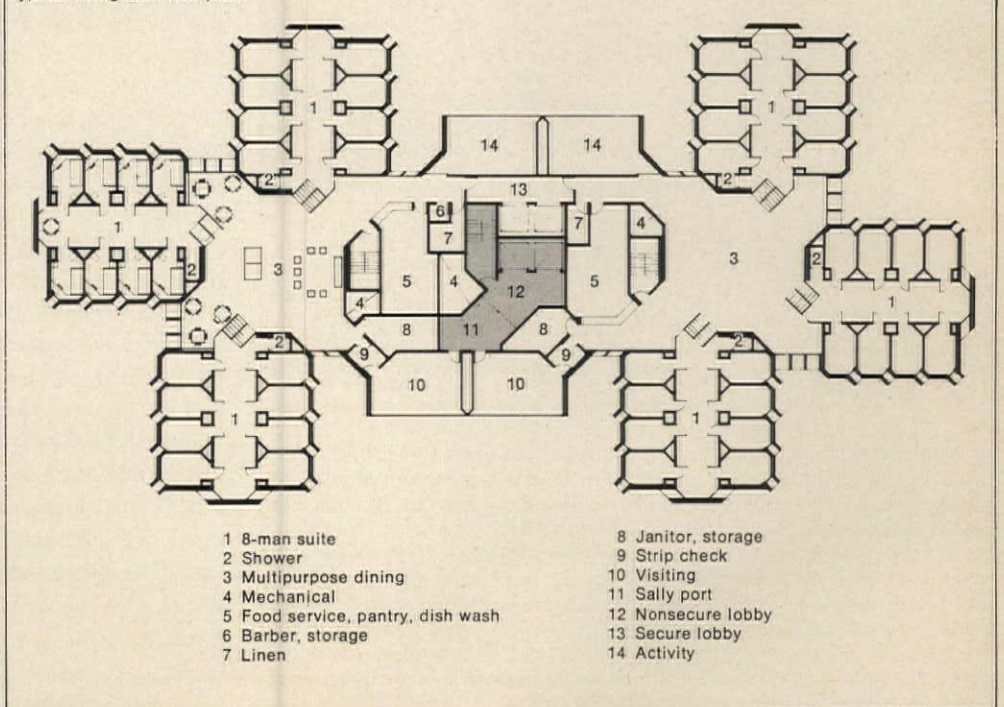 1
1
14
14
2
2
13
6
7
7
4
1
2
3
5
4
12
5
3
2
1
4
8
11
8
2
9
9
2
10
10
1
1
1 8-man suite
2 Shower
3 Multipurpose dining
4 Mechanical
5 Food service, pantry, dish wash
6 Barber, storage
7 Linen
8 Janitor, storage
9 Strip check
10 Visiting
11 Sally port
12 Nonsecure lobby
13 Secure lobby
14 Activity